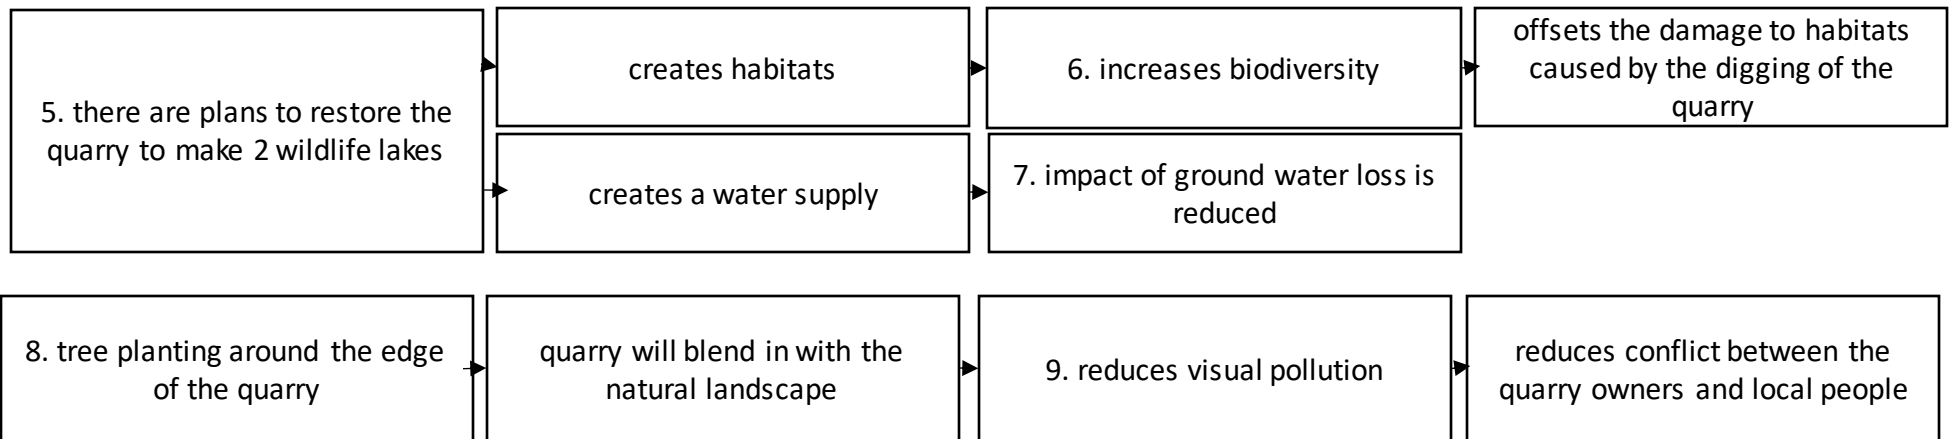 5. there are plans to restore the
quarry to make 2 wildlife lakes
creates habitats
6. increases biodiversity
offsets the damage to habitats
caused by the digging of the
quarry
creates a water supply
7. impact of ground water loss is
reduced
8. tree planting around the edge
of the quarry
quarry will blend in with the
natural landscape
9. reduces visual pollution
reduces conflict between the
quarry owners and local people